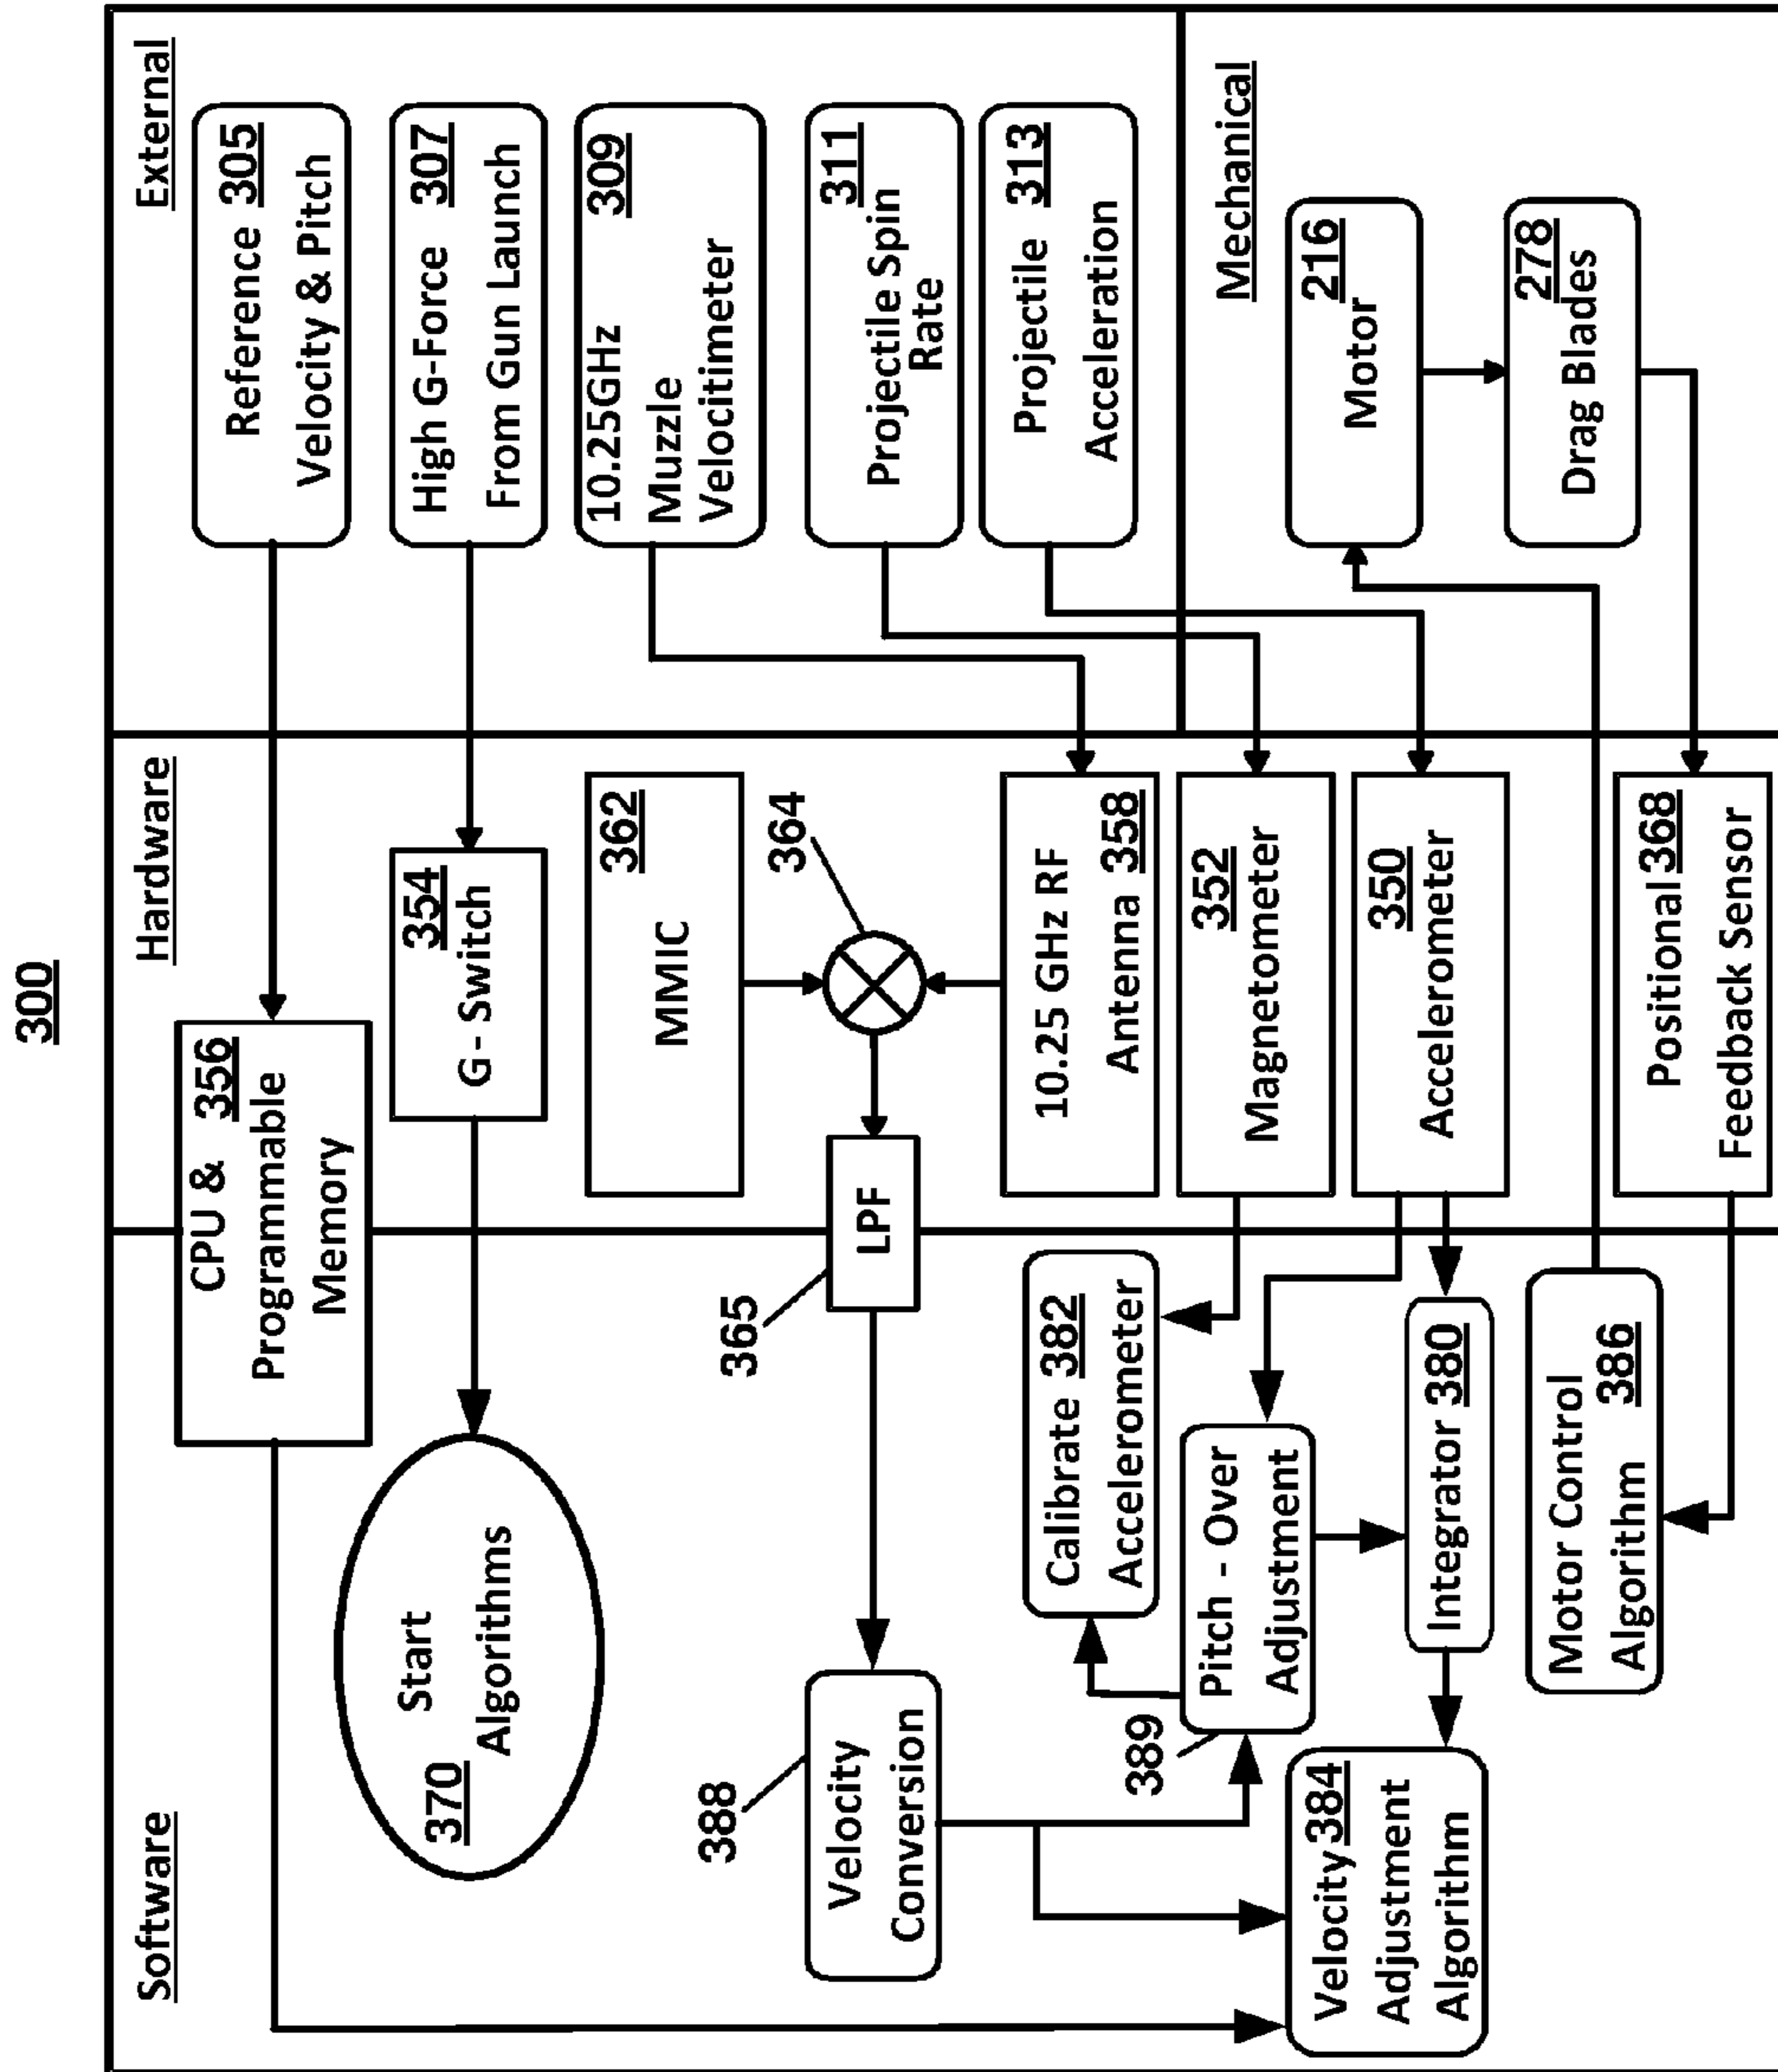 300
Software
Hardware
External
CPU & 356
Programmable
Memory
Reference 305
Velocity & Pitch
Start
370
Algorithms
354
G- Switch
High G-Force 307
From Gun Launch
362
MMIC
10.25GHz 309
Muzzle
Velocitimeter
364
365
LPF
388
Velocity
Conversion
Projectile Spin 311
Rate
10.25 GHz RF
Antenna 358
Projectile 313
Acceleration
Calibrate 382
Accelerometer
389
Pitch - Over
Adjustment
352
Magnetometer
Mechanical
Velocity 384
Adjustment
Algorithm
Integrator 380
350
Accelerometer
216
Motor
Motor Control
Algorithm 386
Positional 368
Feedback Sensor
278
Drag Blades